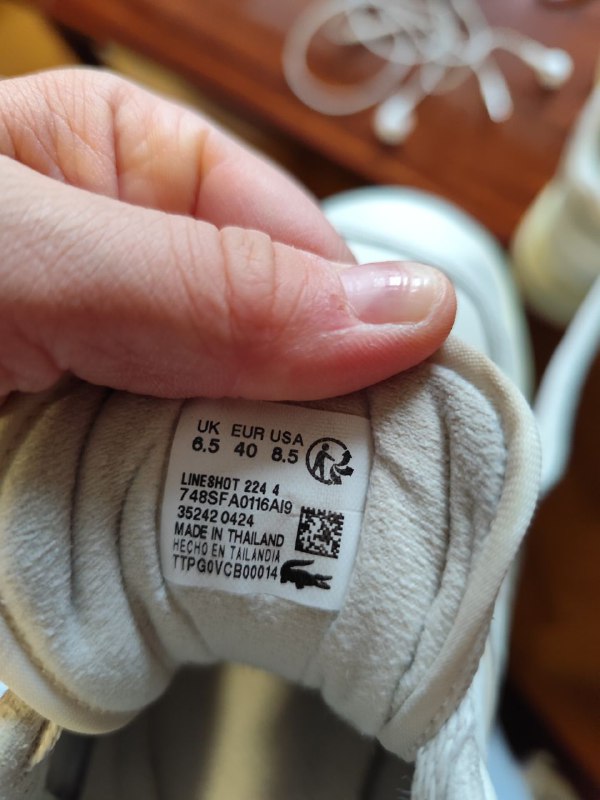 UK EUR USA
6.5 40 8.5
LINESHOT 224 4
748SFA0116AI9
35242 0424
MADE IN THAILAND
HECHO EN TAILANDIA
TTPG0VCB00014